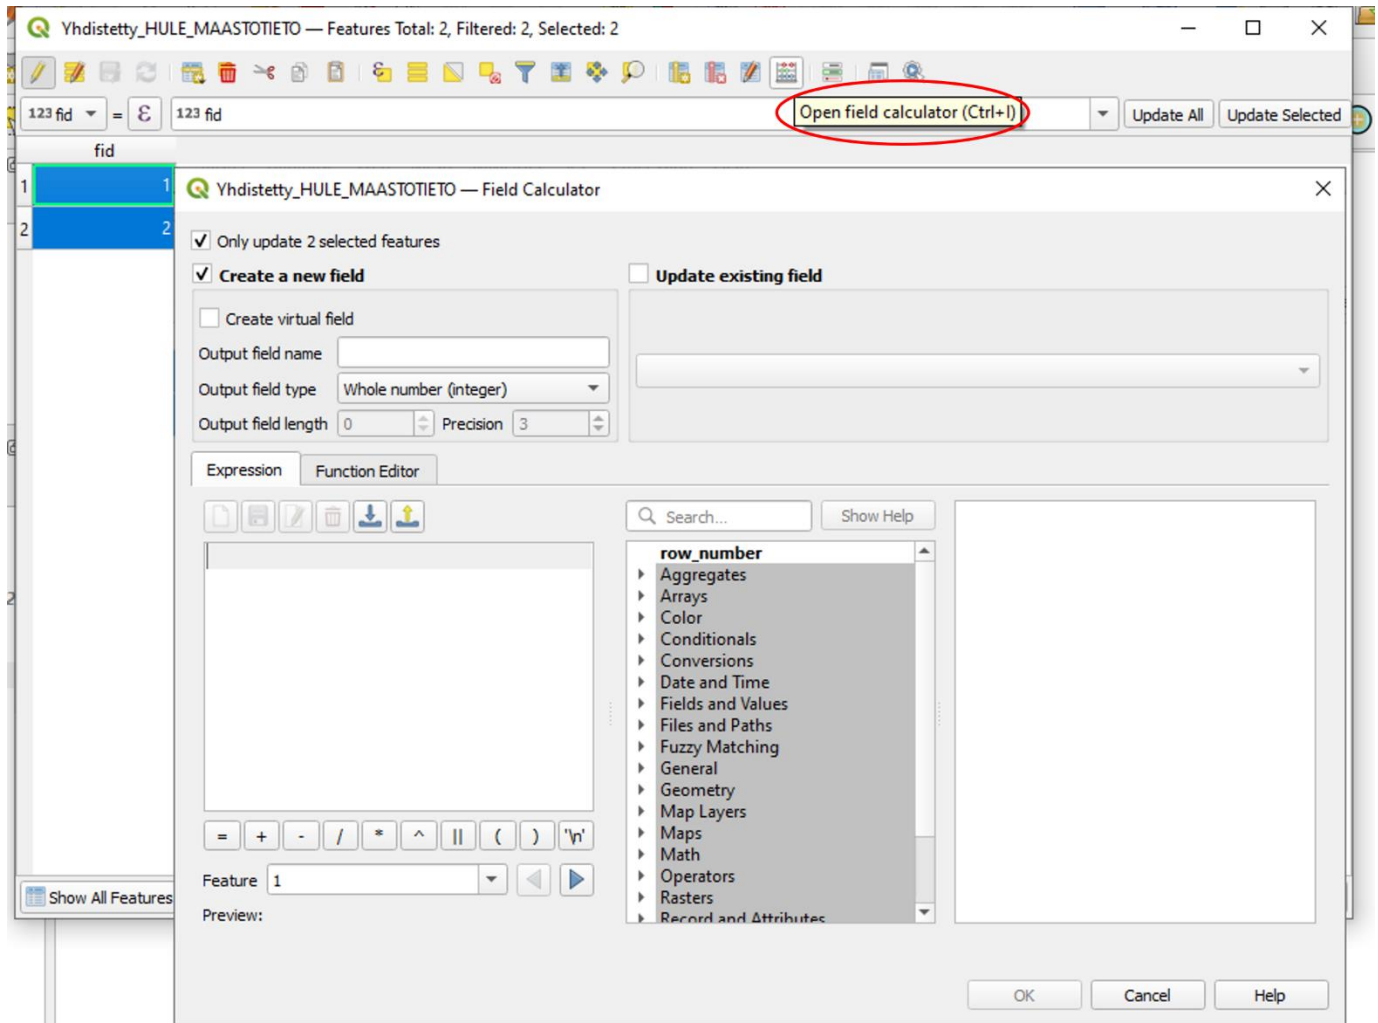 Yhdistetty_HULE_MAASTOTIETO — Features Total: 2, Filtered: 2, Selected: 2
123 fid = ε 123 fid Open field calculator (Ctrl+I) Update All Update Selected
fid
1 1
2 2
Yhdistetty_HULE_MAASTOTIETO — Field Calculator
Only update 2 selected features
Create a new field Update existing field
Create virtual field
Output field name
Output field type Whole number (integer)
Output field length 0 Precision 3
Expression Function Editor
Search... Show Help
row_number
Aggregates
Arrays
Color
Conditionals
Conversions
Date and Time
Fields and Values
Files and Paths
Fuzzy Matching
General
Geometry
Map Layers
Maps
Math
Operators
Rasters
Record and Attributes
= + - / * ^ || ( ) '\n'
Feature 1
Show All Features
Preview:
OK Cancel Help